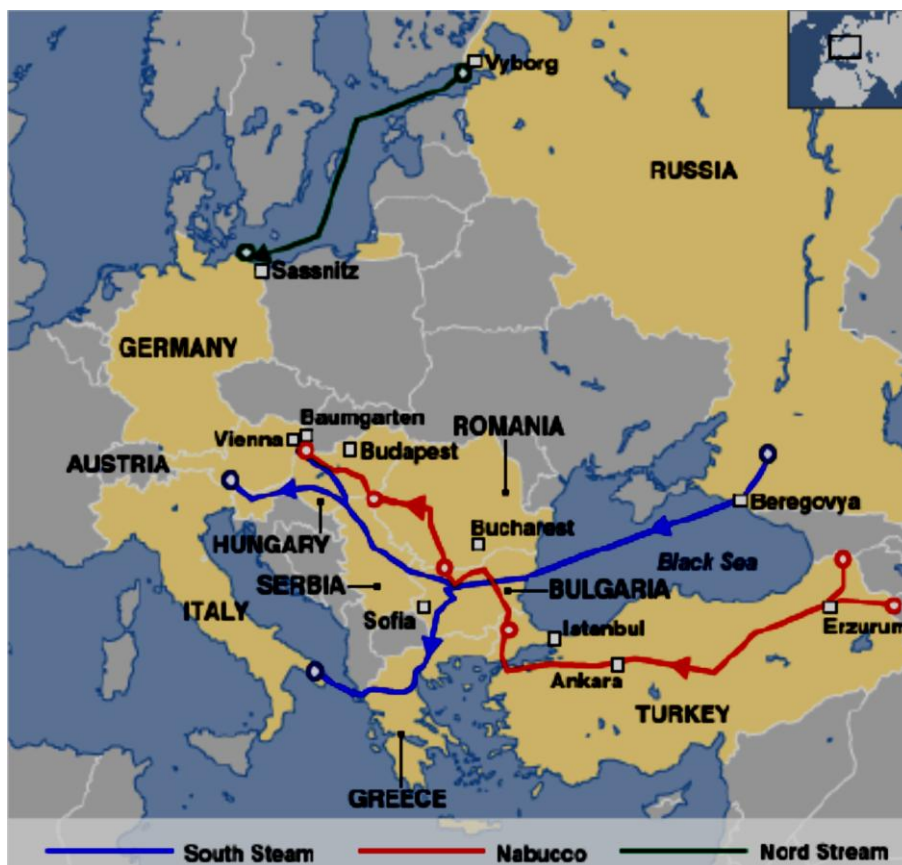 Vyborg
RUSSIA
Sassnitz
GERMANY
Baumgarten
Vienna
ROMANIA
Budapest
AUSTRIA
Beregovya
Bucharest
HUNGARY
Black Sea
SERBIA
BULGARIA
ITALY
Sofia
Istanbul
Erzurum
Ankara
TURKEY
GREECE
South Steam
Nabucco
Nord Stream